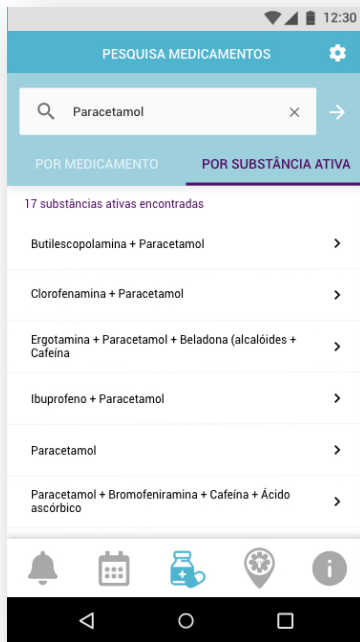 12:30
PESQUISA MEDICAMENTOS
Paracetamol
POR MEDICAMENTO
POR SUBSTÂNCIA ATIVA
17 substâncias ativas encontradas
Butilescopolamina + Paracetamol
Clorofenamina + Paracetamol
Ergotamina + Paracetamol + Beladona (alcalóides +
Cafeína
Ibuprofeno + Paracetamol
Paracetamol
Paracetamol + Bromofeniramina + Cafeína + Ácido
ascórbico